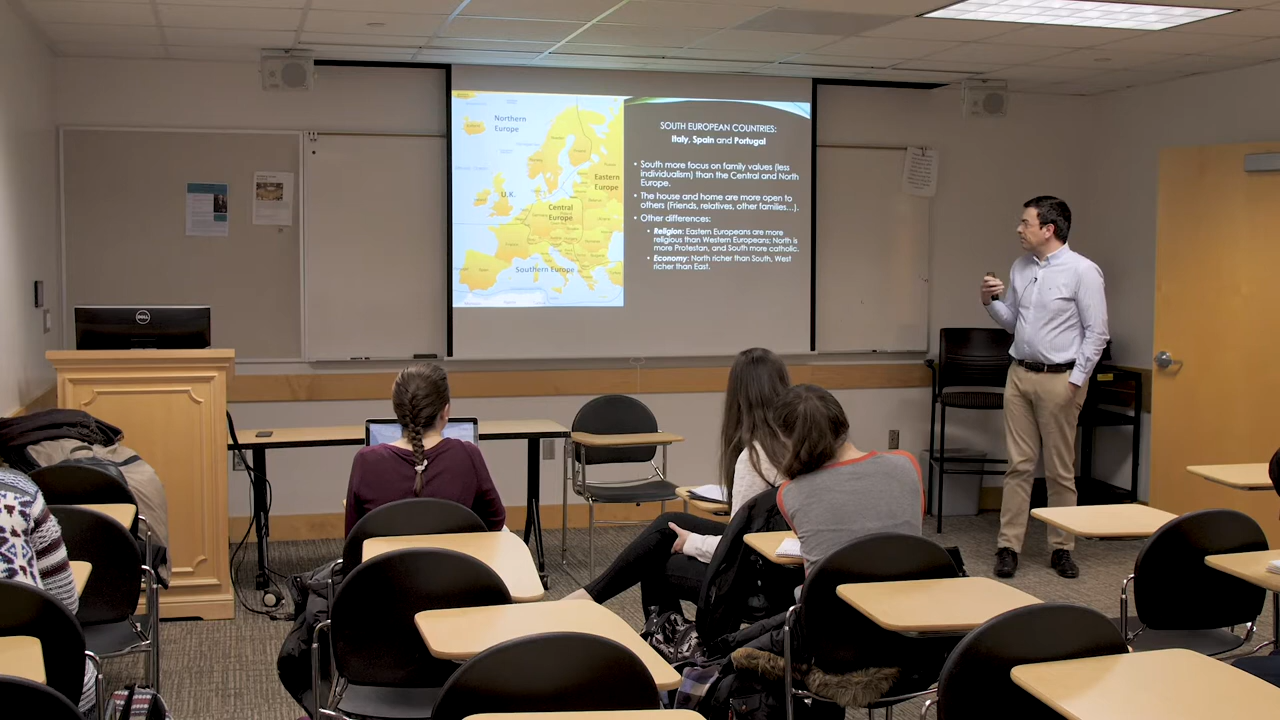 Northern
Europe
U.K.
Eastern
Europe
Central
Europe
Southern Europe
SOUTH EUROPEAN COUNTRIES:
Italy, Spain and Portugal
• South more focus on family values (less
individualism) than the Central and North
Europe.
• The house and home are more open to
others (Friends, relatives, other families…).
• Other differences:
• Religion: Eastern Europeans are more
religious than Western Europeans; North is
more Protestant, and South more catholic.
• Economy: North richer than South, West
richer than East.
DELL